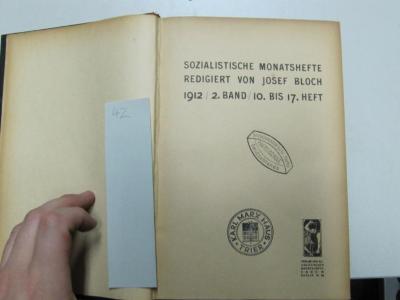 SOZIALISTISCHE MONATSHEFTE
REDIGIERT VON JOSEF BLOCH
1912 / 2. BAND / 10. BIS 17. HEFT
42
KARL MARX HAUS
TRIER